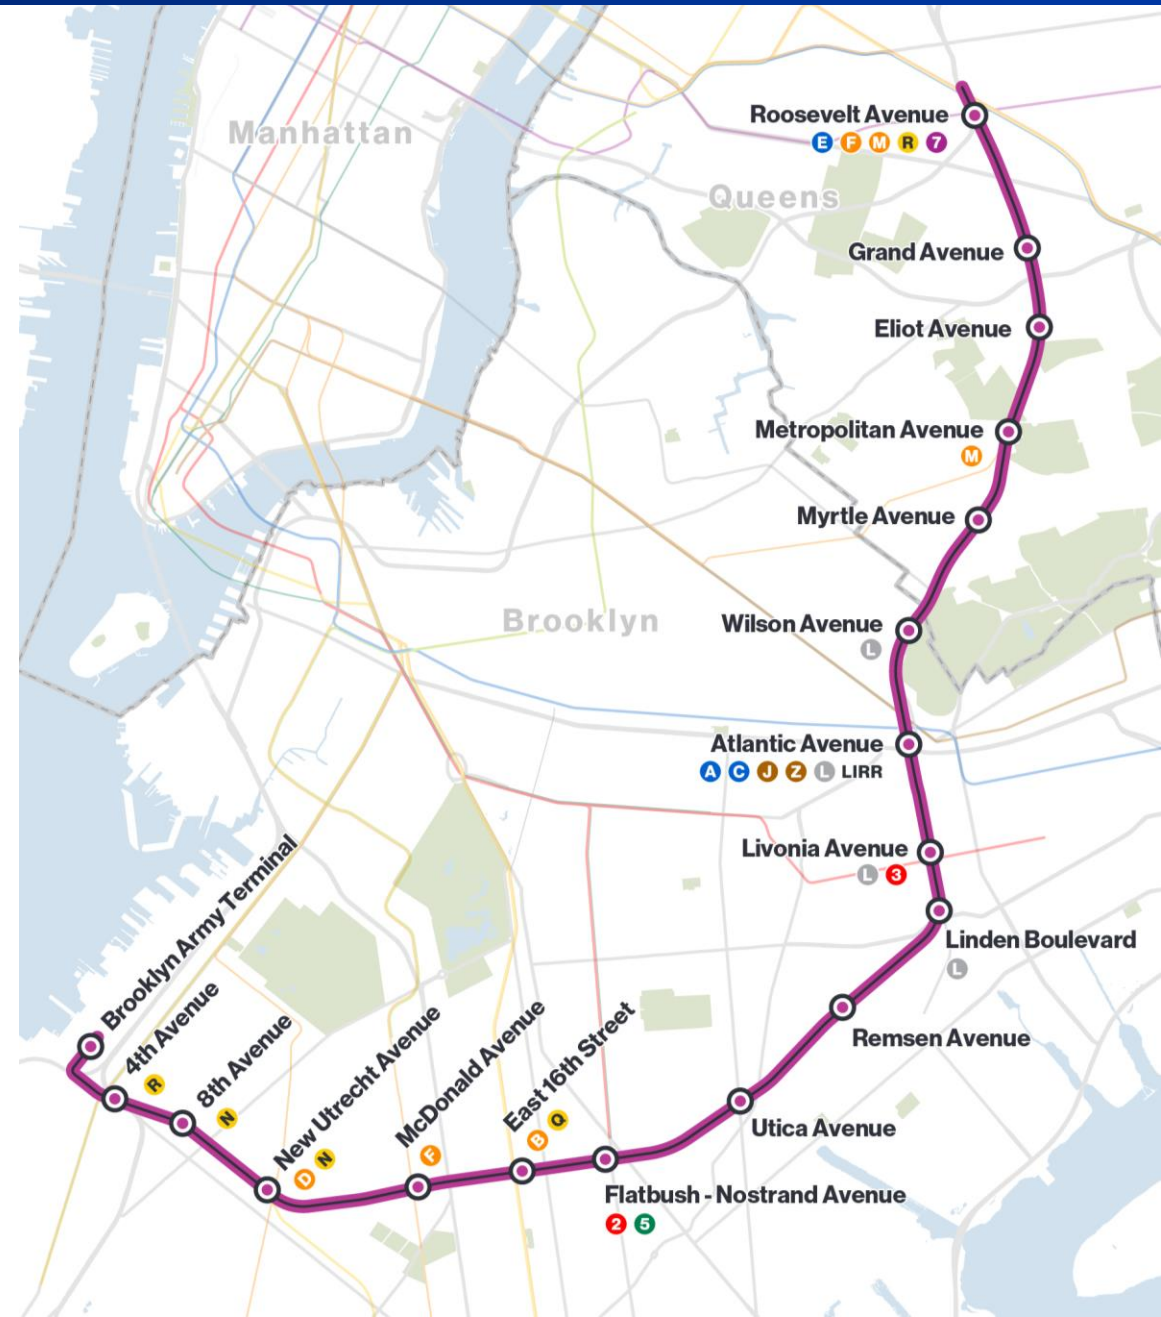 Manhattan
Roosevelt Avenue
E F M R 7
Queens
Grand Avenue
Eliot Avenue
Metropolitan Avenue
M
Myrtle Avenue
Brooklyn
Wilson Avenue
L
Atlantic Avenue
A C J Z L LIRR
Livonia Avenue
L 3
Linden Boulevard
L
Remsen Avenue
Utica Avenue
Flatbush - Nostrand Avenue
2 5
East 16th Street
B Q
McDonald Avenue
F
New Utrecht Avenue
D N
8th Avenue
N
4th Avenue
R
Brooklyn Army Terminal